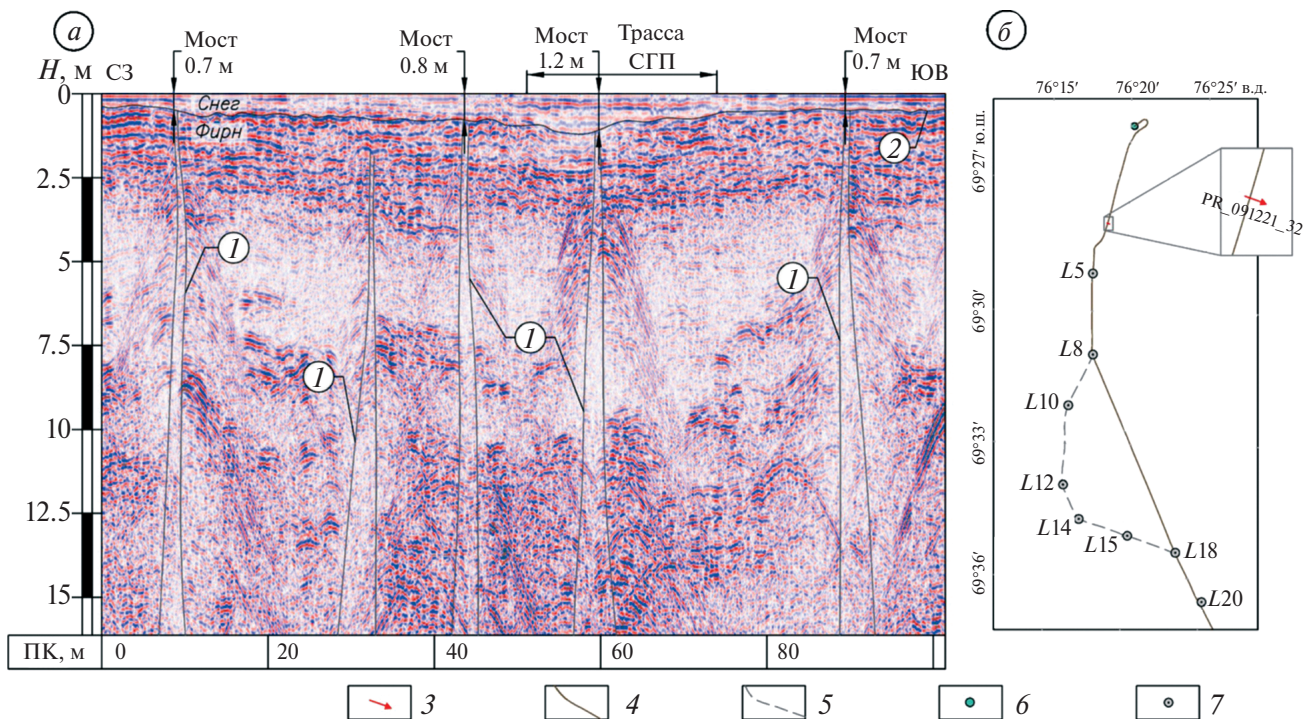 а
СЗ
H, м
Мост
0.7 м
Мост
0.8 м
Мост
1.2 м
Трасса
СГП
Мост
0.7 м
ЮВ
0
2.5
5
7.5
10
12.5
15
Снег
Фирн
2
1
1
1
1
ПК, м
0
20
40
60
80
б
76°15′
76°20′
76°25′ в.д.
69°27′ ю.ш.
69°30′
69°33′
69°36′
PR_091221_32
L5
L8
L10
L12
L14
L15
L18
L20
3
4
5
6
7